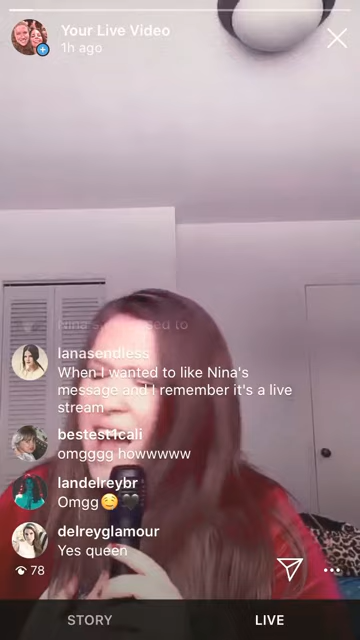 Your Live Video
1h ago
lanasendless
When I wanted to like Nina's
message and I remember it's a live
stream
bestest1cali
omgggg howwwww
landelreybr
Omgg☺️🖤
delreyglamour
Yes queen
78
STORY LIVE